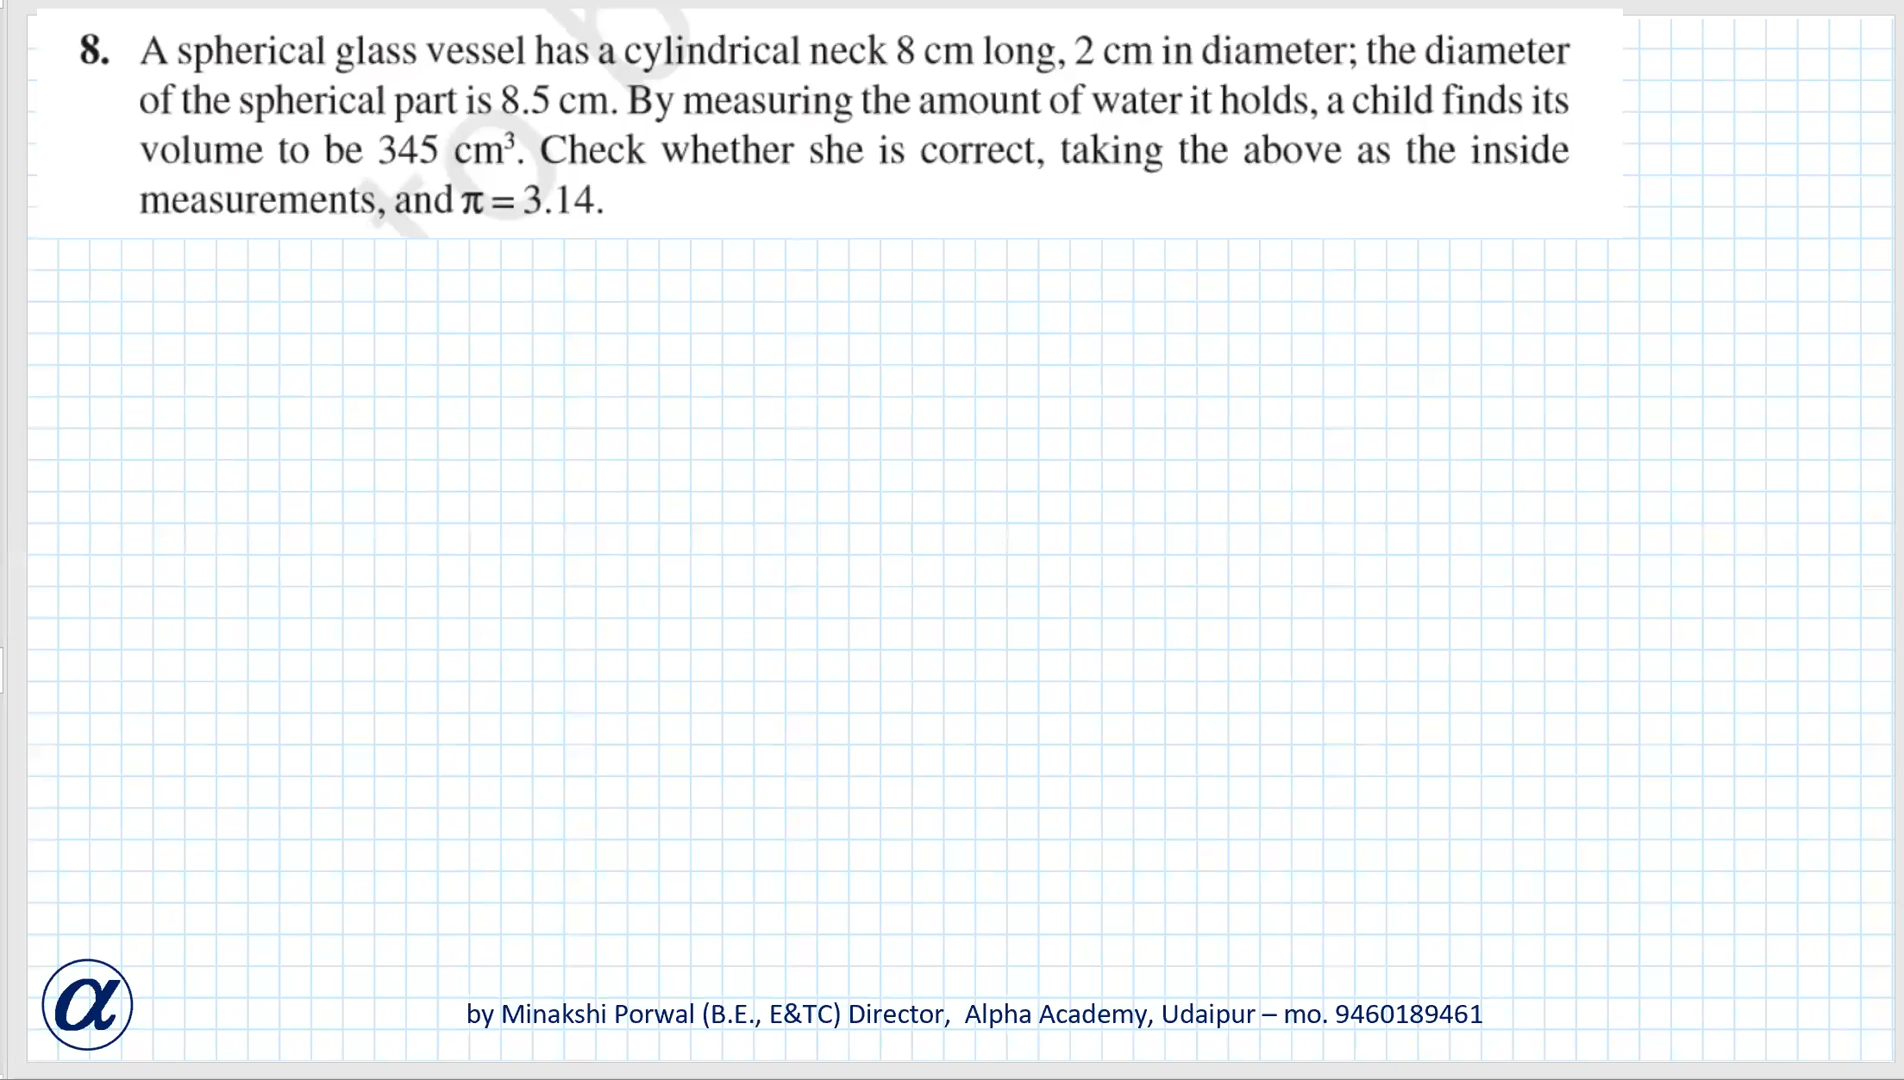 8. A spherical glass vessel has a cylindrical neck 8 cm long, 2 cm in diameter; the diameter
of the spherical part is 8.5 cm. By measuring the amount of water it holds, a child finds its
volume to be 345 cm³. Check whether she is correct, taking the above as the inside
measurements, and π = 3.14.
α
by Minakshi Porwal (B.E., E&TC) Director, Alpha Academy, Udaipur – mo. 9460189461